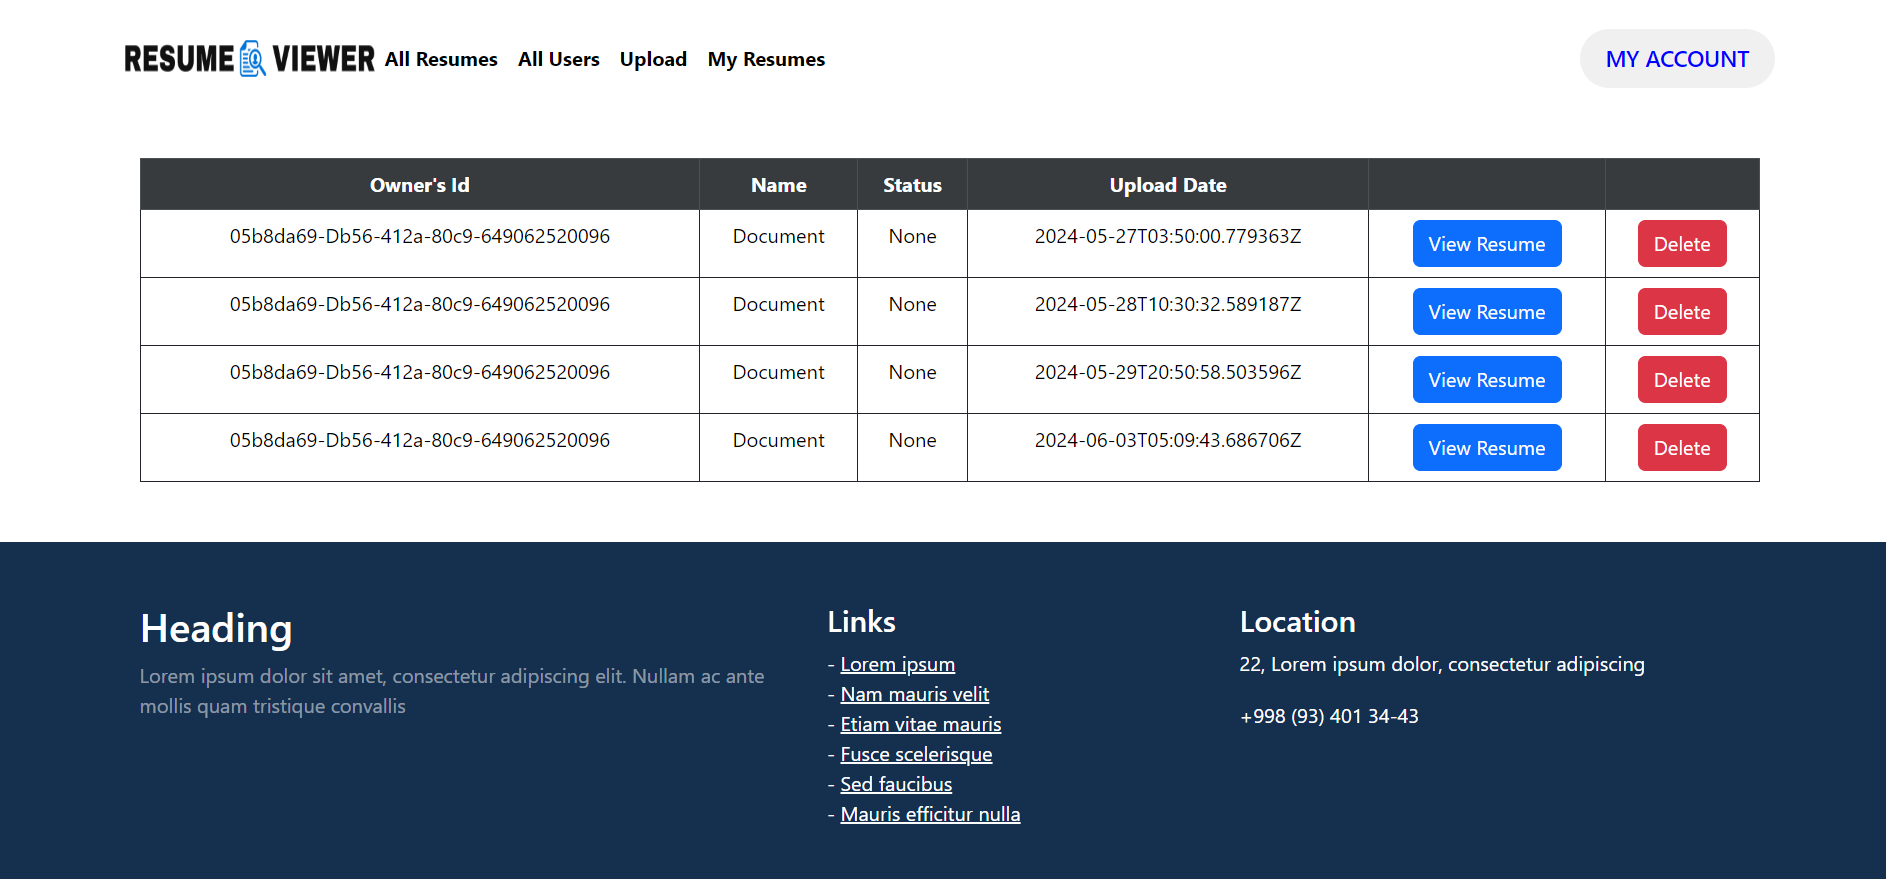 RESUME VIEWER All Resumes All Users Upload My Resumes MY ACCOUNT
Owner's Id Name Status Upload Date
05b8da69-Db56-412a-80c9-649062520096 Document None 2024-05-27T03:50:00.779363Z View Resume Delete
05b8da69-Db56-412a-80c9-649062520096 Document None 2024-05-28T10:30:32.589187Z View Resume Delete
05b8da69-Db56-412a-80c9-649062520096 Document None 2024-05-29T20:50:58.503596Z View Resume Delete
05b8da69-Db56-412a-80c9-649062520096 Document None 2024-06-03T05:09:43.686706Z View Resume Delete
Heading
Lorem ipsum dolor sit amet, consectetur adipiscing elit. Nullam ac ante
mollis quam tristique convallis
Links
- Lorem ipsum
- Nam mauris velit
- Etiam vitae mauris
- Fusce scelerisque
- Sed faucibus
- Mauris efficitur nulla
Location
22, Lorem ipsum dolor, consectetur adipiscing
+998 (93) 401 34-43